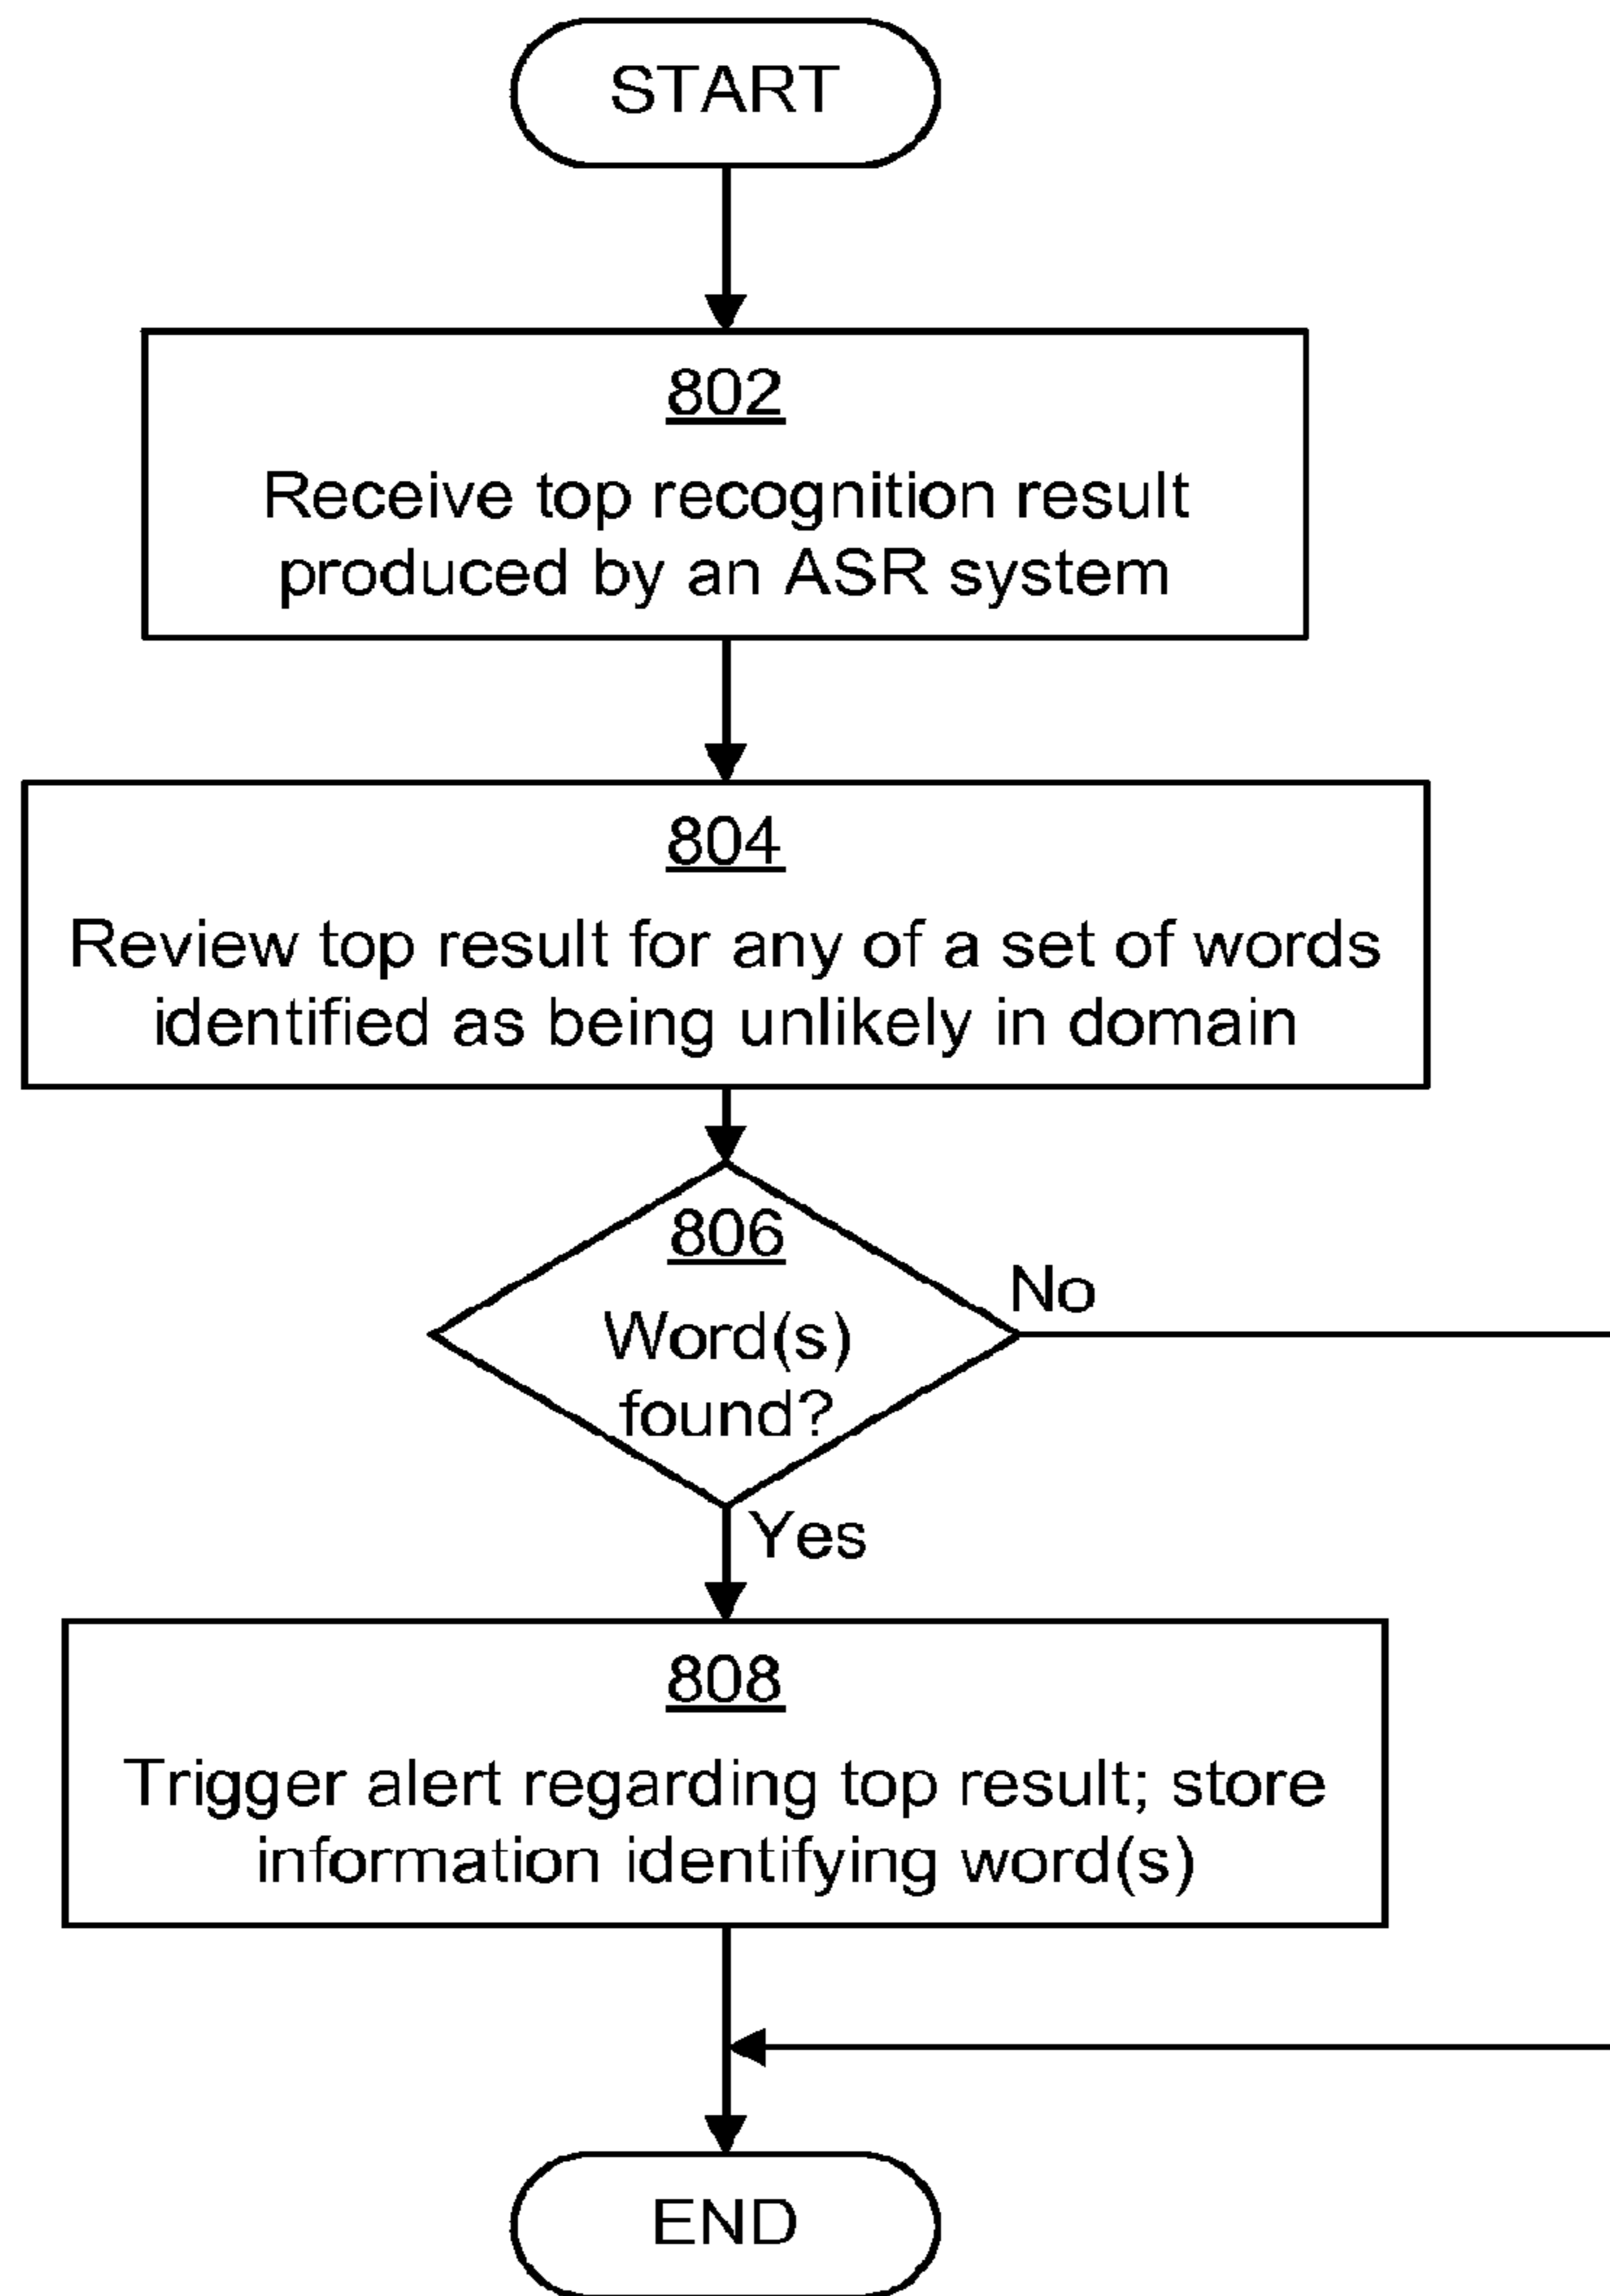 START
802
Receive top recognition result
produced by an ASR system
804
Review top result for any of a set of words
identified as being unlikely in domain
806
Word(s)
found?
No
Yes
808
Trigger alert regarding top result; store
information identifying word(s)
END